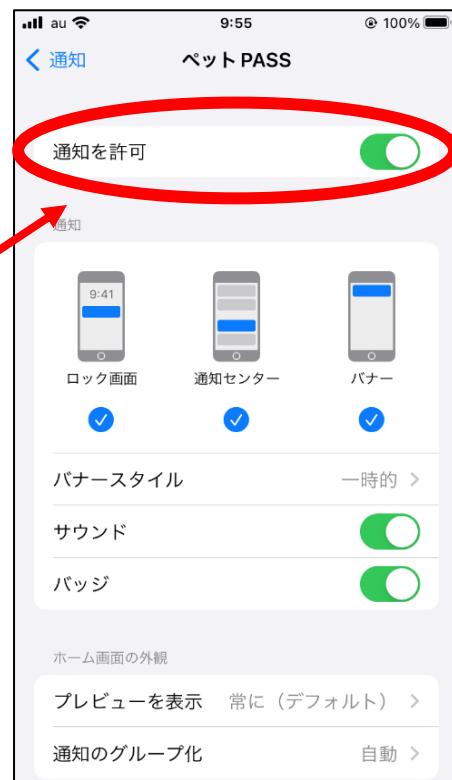 au 9:55 100%
通知 ペット PASS
通知を許可
通知
9:41
ロック画面 通知センター バナー
バナースタイル 一時的
サウンド
バッジ
ホーム画面の外観
プレビューを表示 常に（デフォルト）
通知のグループ化 自動